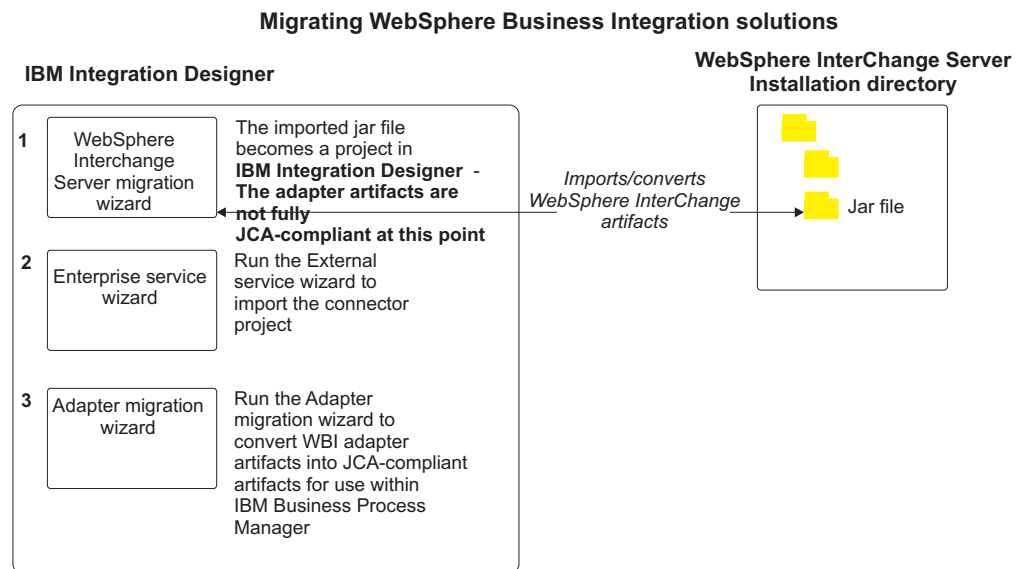 Migrating WebSphere Business Integration solutions
IBM Integration Designer
WebSphere InterChange Server
Installation directory
1
WebSphere
Interchange
Server migration
wizard
The imported jar file
becomes a project in
IBM Integration Designer -
The adapter artifacts are
not fully
JCA-compliant at this point
Imports/converts
WebSphere InterChange
artifacts
Jar file
2
Enterprise service
wizard
Run the External
service wizard to
import the connector
project
3
Adapter migration
wizard
Run the Adapter
migration wizard to
convert WBI adapter
artifacts into JCA-compliant
artifacts for use within
IBM Business Process
Manager